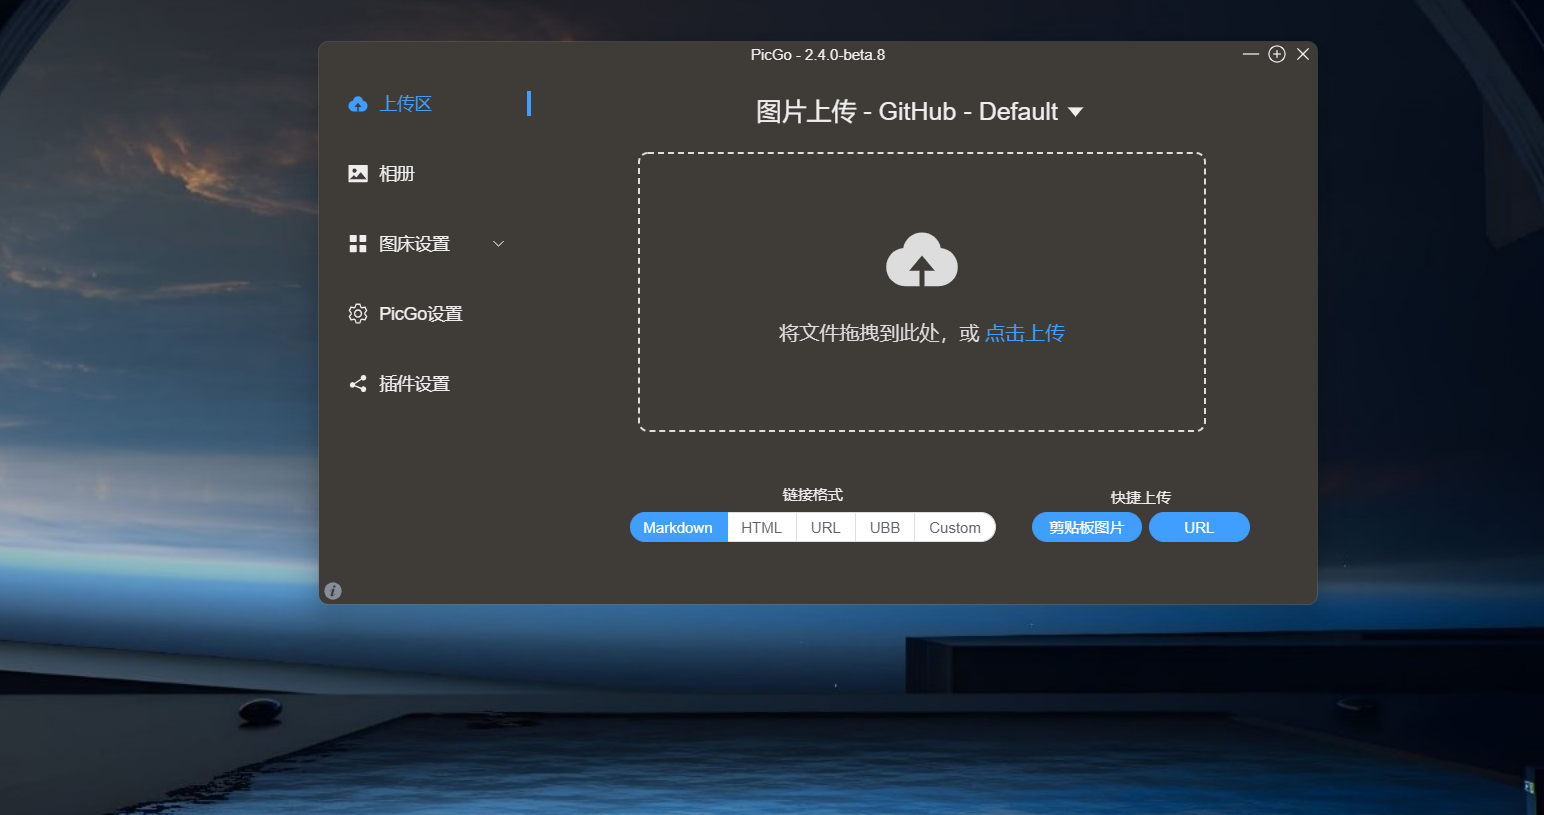 PicGo - 2.4.0-beta.8
上传区
相册
图床设置
PicGo设置
插件设置
图片上传 - GitHub - Default
将文件拖拽到此处，或 点击上传
链接格式
Markdown HTML URL UBB Custom
快捷上传
剪贴板图片 URL